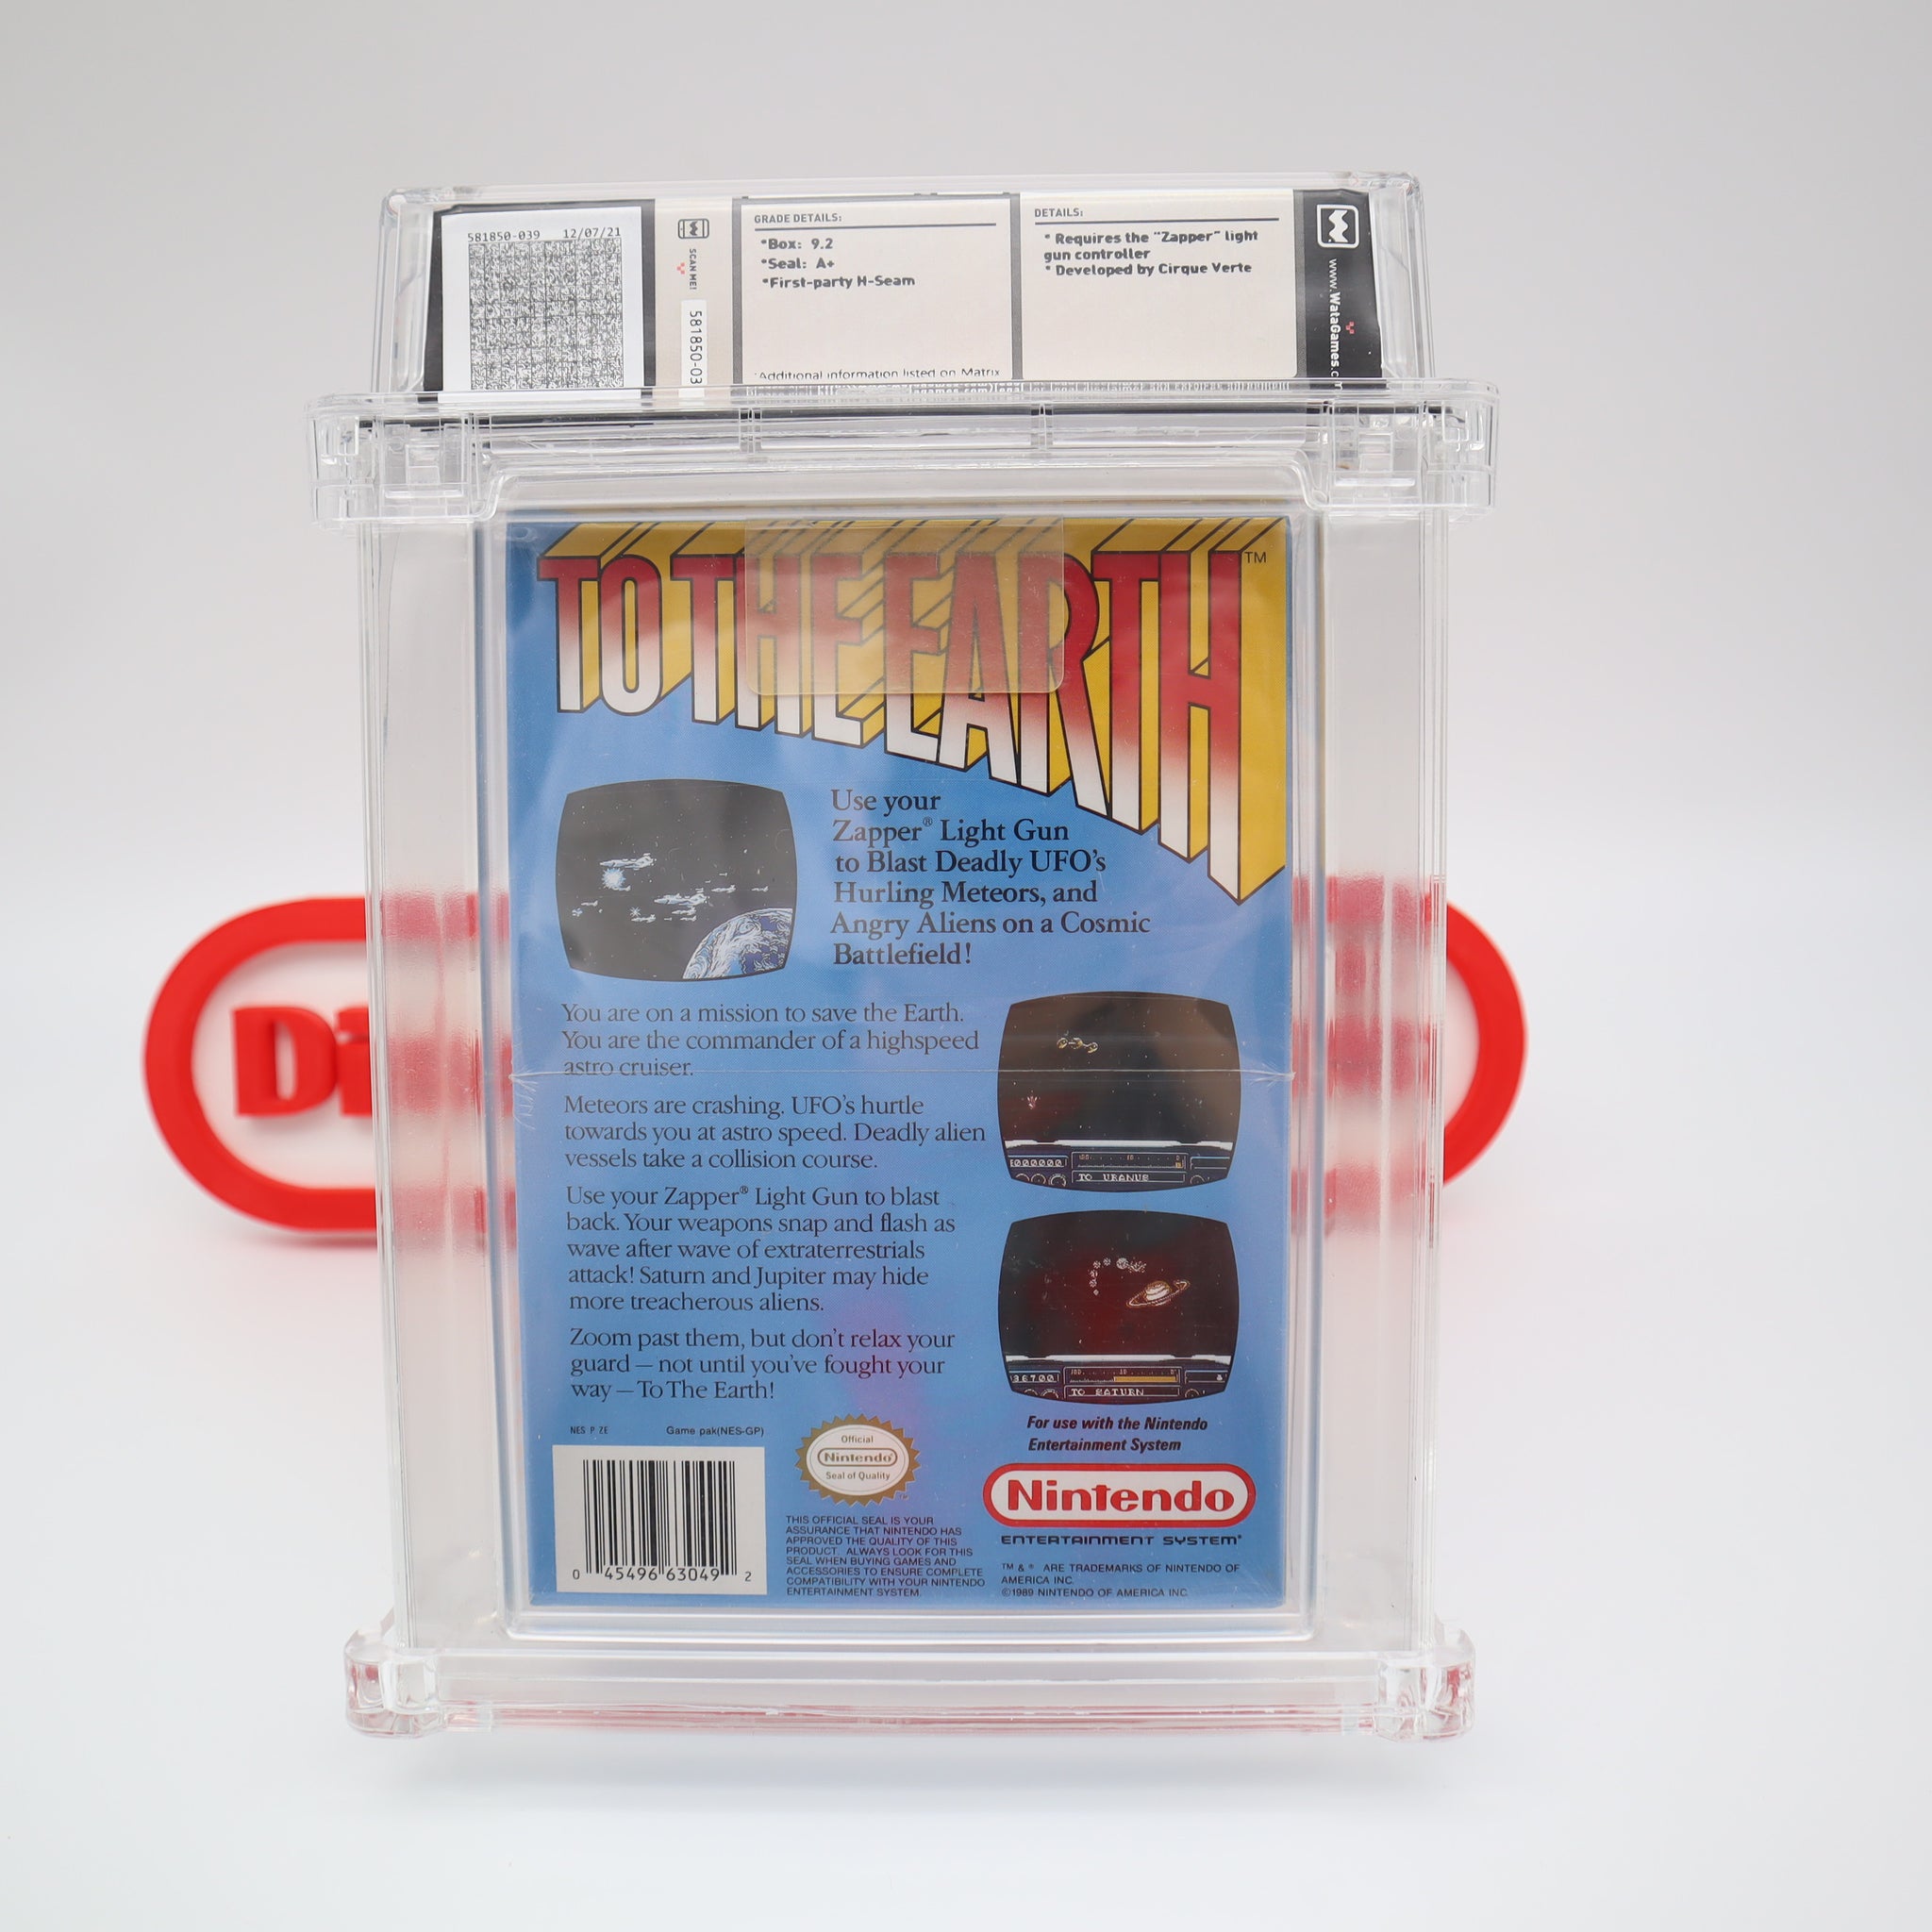 581850-039 12/07/21
SCAN ME!
581850-03
GRADE DETAILS:
*Box: 9.2
*Seal: A+
*First-party H-Seam
*Additional information listed on Matrix
DETAILS:
* Requires the "Zapper" light
gun controller
* Developed by Cirque Verte
www.WataGames.com
TO THE EARTH™
Use your
Zapper® Light Gun
to Blast Deadly UFO's
Hurling Meteors, and
Angry Aliens on a Cosmic
Battlefield!
You are on a mission to save the Earth.
You are the commander of a highspeed
astro cruiser.
Meteors are crashing. UFO's hurtle
towards you at astro speed. Deadly alien
vessels take a collision course.
Use your Zapper® Light Gun to blast
back. Your weapons snap and flash as
wave after wave of extraterrestrials
attack! Saturn and Jupiter may hide
more treacherous aliens.
Zoom past them, but don't relax your
guard — not until you've fought your
way — To The Earth!
TO URANUS
36700
TO SATURN
NES P ZE Game pak(NES-GP)
0 45496 63049 2
Official
Nintendo
Seal of Quality
THIS OFFICIAL SEAL IS YOUR
ASSURANCE THAT NINTENDO HAS
APPROVED THE QUALITY OF THIS
PRODUCT. ALWAYS LOOK FOR THIS
SEAL WHEN BUYING GAMES AND
ACCESSORIES TO ENSURE COMPLETE
COMPATIBILITY WITH YOUR NINTENDO
ENTERTAINMENT SYSTEM.
For use with the Nintendo
Entertainment System
Nintendo
ENTERTAINMENT SYSTEM®
™ & ® ARE TRADEMARKS OF NINTENDO OF
AMERICA INC.
©1989 NINTENDO OF AMERICA INC.